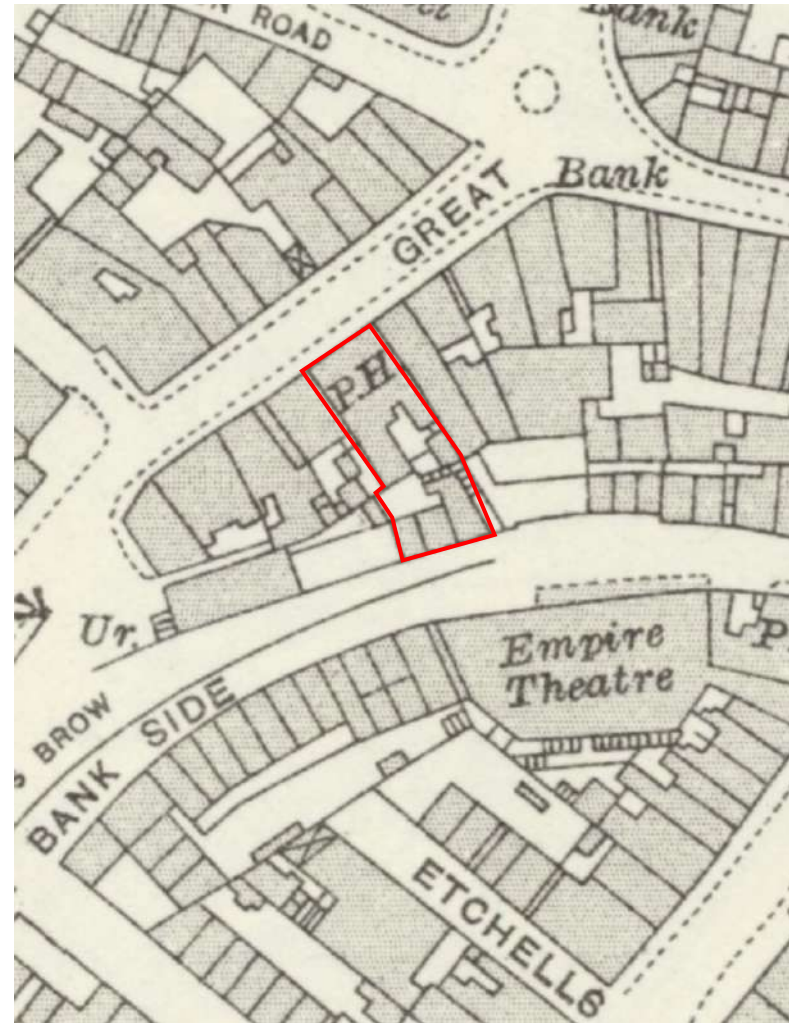 ROAD
Bank
GREAT
Bank
P.H
Ur.
Empire
Theatre
P
BROW
BANK SIDE
ETCHELLS